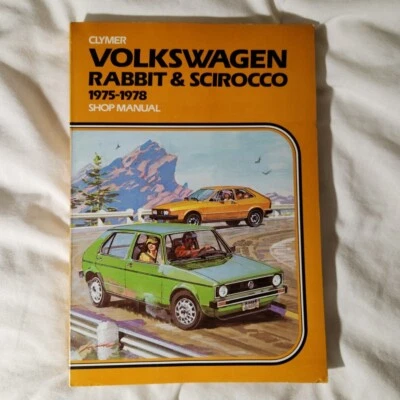 CLYMER
VOLKSWAGEN
RABBIT & SCIROCCO
1975-1978
SHOP MANUAL